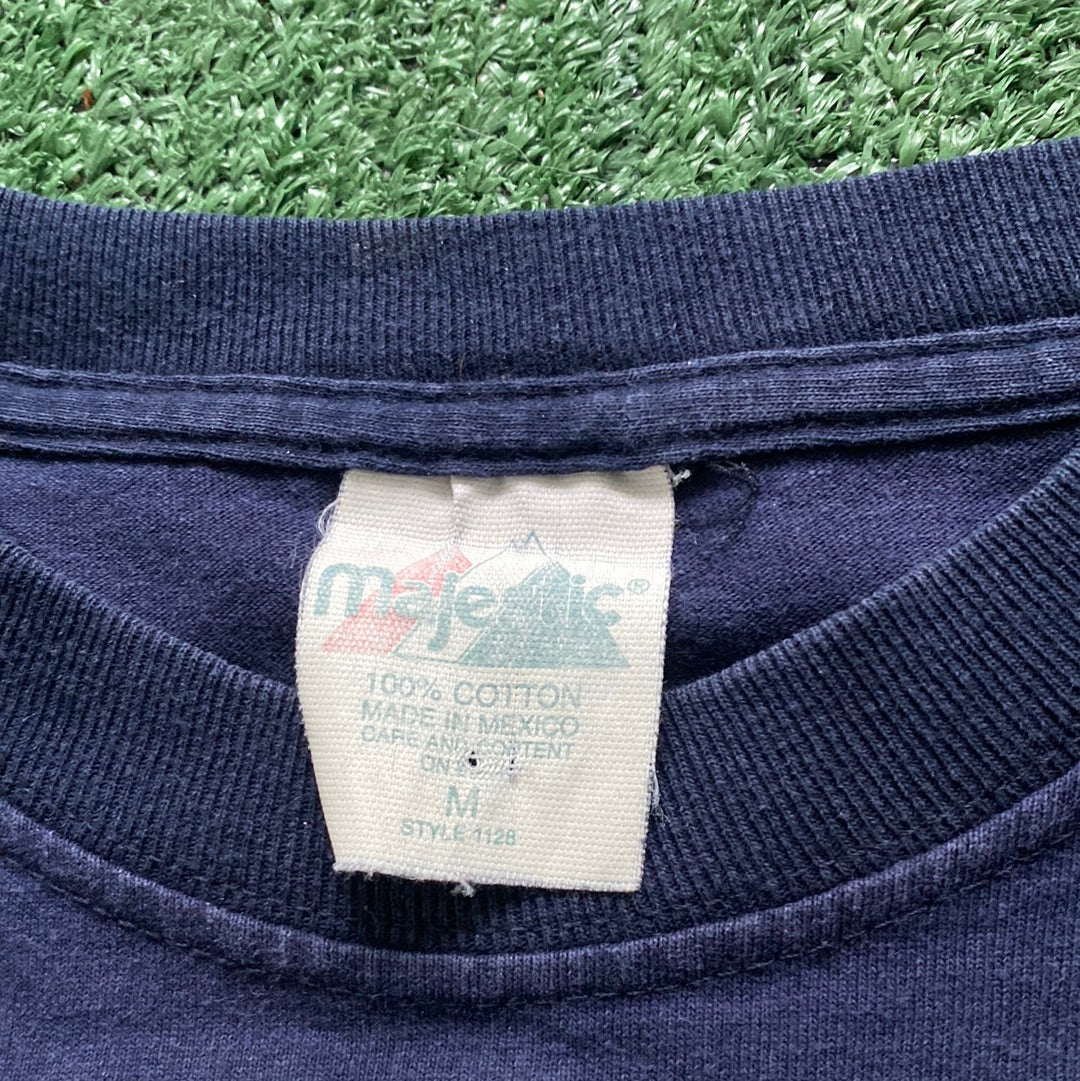 majestic®
100% COTTON
MADE IN MEXICO
CARE AND CONTENT
ON
M
STYLE 1128